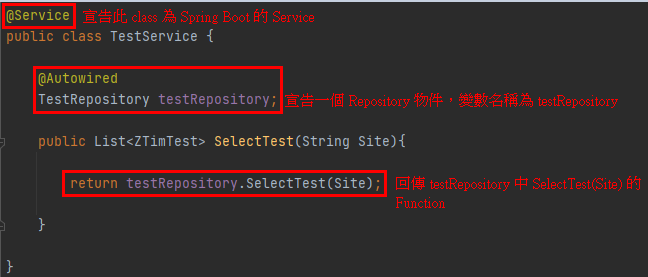 @Service 宣告此 class 為 Spring Boot 的 Service
public class TestService {
@Autowired
TestRepository testRepository; 宣告一個 Repository 物件，變數名稱為 testRepository
public List<ZTimTest> SelectTest(String Site){
return testRepository.SelectTest(Site); 回傳 testRepository 中 SelectTest(Site) 的
Function
}
}